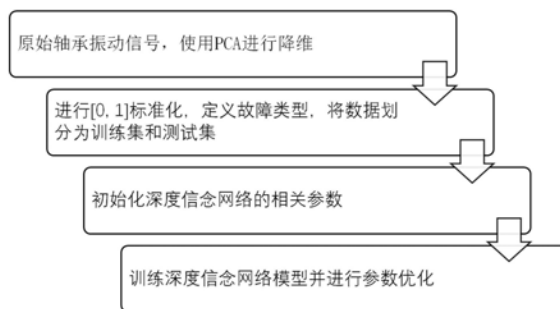 原始轴承振动信号，使用PCA进行降维
进行[0,1]标准化，定义故障类型，将数据划
分为训练集和测试集
初始化深度信念网络的相关参数
训练深度信念网络模型并进行参数优化